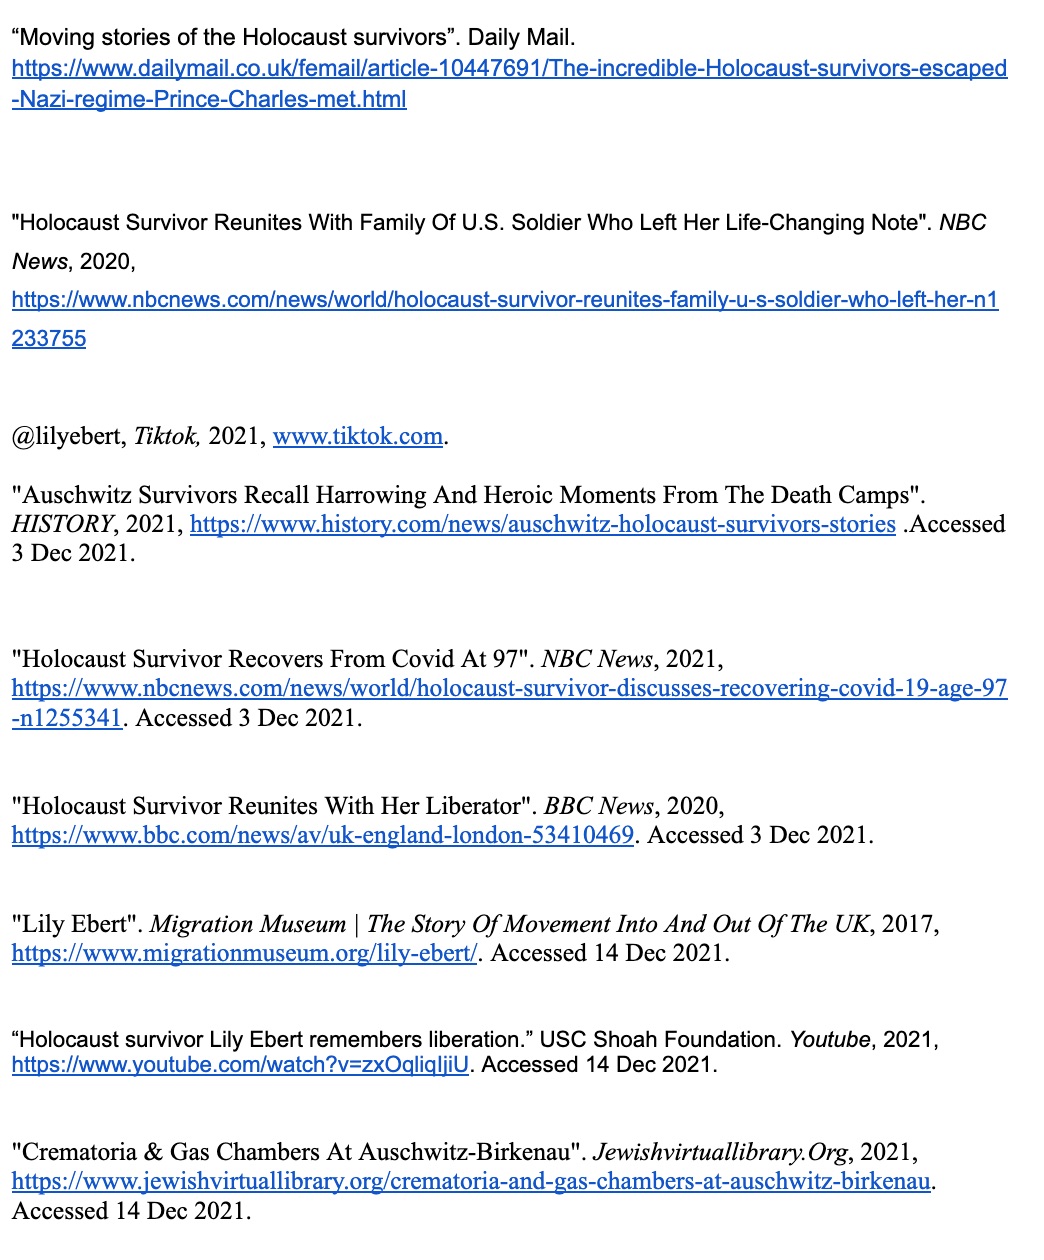 “Moving stories of the Holocaust survivors”. Daily Mail.
https://www.dailymail.co.uk/femail/article-10447691/The-incredible-Holocaust-survivors-escaped
-Nazi-regime-Prince-Charles-met.html
"Holocaust Survivor Reunites With Family Of U.S. Soldier Who Left Her Life-Changing Note". NBC
News, 2020,
https://www.nbcnews.com/news/world/holocaust-survivor-reunites-family-u-s-soldier-who-left-her-n1
233755
@lilyebert, Tiktok, 2021, www.tiktok.com.
"Auschwitz Survivors Recall Harrowing And Heroic Moments From The Death Camps".
HISTORY, 2021, https://www.history.com/news/auschwitz-holocaust-survivors-stories .Accessed
3 Dec 2021.
"Holocaust Survivor Recovers From Covid At 97". NBC News, 2021,
https://www.nbcnews.com/news/world/holocaust-survivor-discusses-recovering-covid-19-age-97
-n1255341. Accessed 3 Dec 2021.
"Holocaust Survivor Reunites With Her Liberator". BBC News, 2020,
https://www.bbc.com/news/av/uk-england-london-53410469. Accessed 3 Dec 2021.
"Lily Ebert". Migration Museum | The Story Of Movement Into And Out Of The UK, 2017,
https://www.migrationmuseum.org/lily-ebert/. Accessed 14 Dec 2021.
“Holocaust survivor Lily Ebert remembers liberation.” USC Shoah Foundation. Youtube, 2021,
https://www.youtube.com/watch?v=zxOqliqIjiU. Accessed 14 Dec 2021.
"Crematoria & Gas Chambers At Auschwitz-Birkenau". Jewishvirtuallibrary.Org, 2021,
https://www.jewishvirtuallibrary.org/crematoria-and-gas-chambers-at-auschwitz-birkenau.
Accessed 14 Dec 2021.